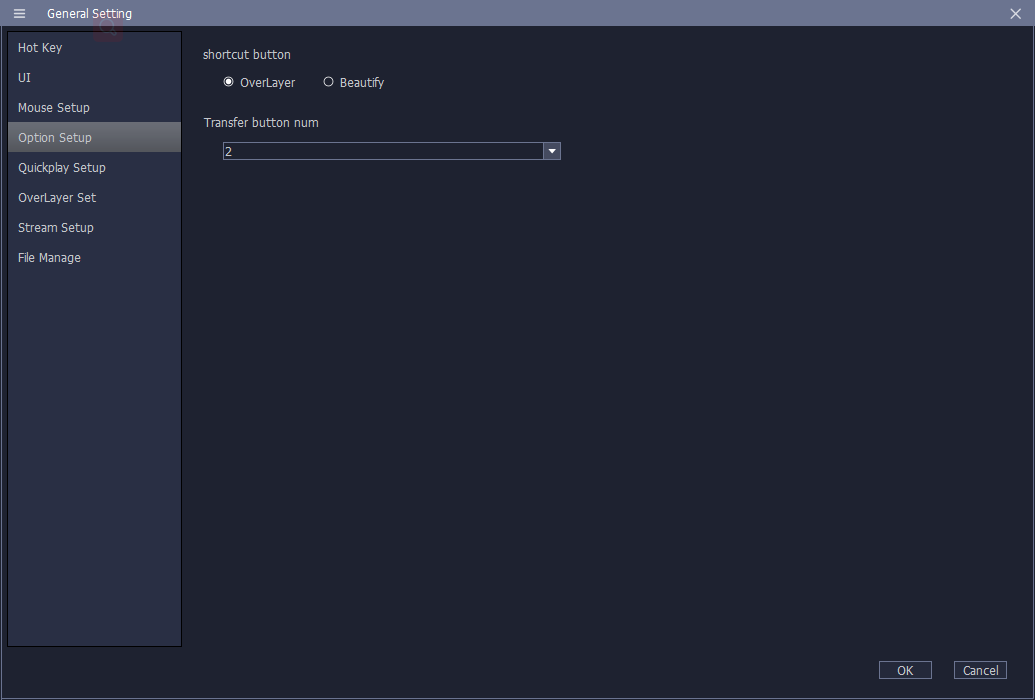 General Setting
Hot Key
UI
Mouse Setup
Option Setup
Quickplay Setup
OverLayer Set
Stream Setup
File Manage
shortcut button
OverLayer Beautify
Transfer button num
2
OK Cancel